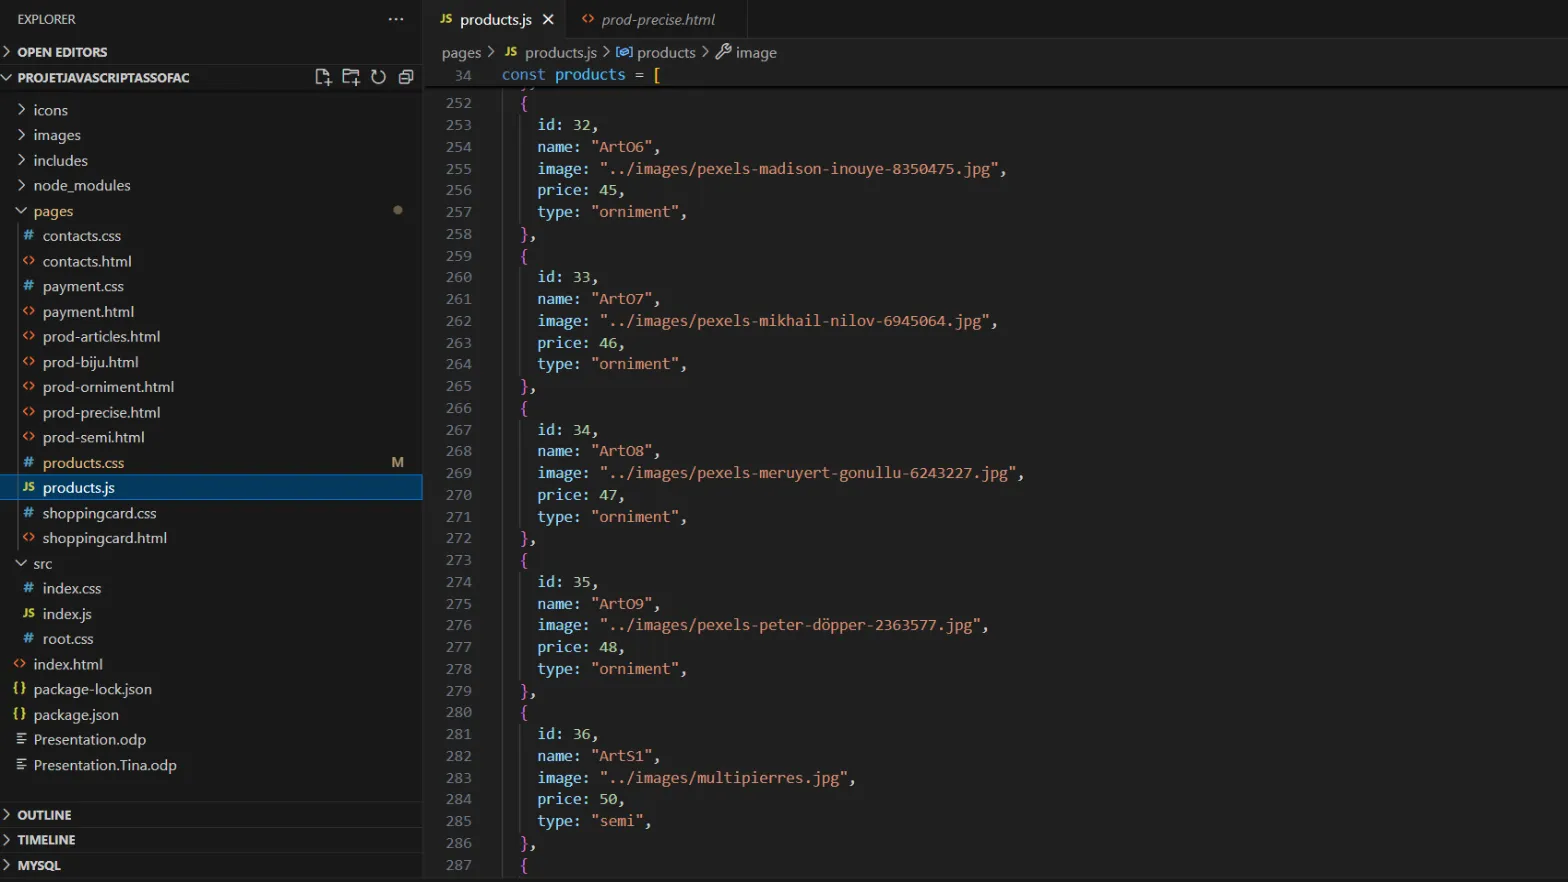 EXPLORER
OPEN EDITORS
PROJETJAVASCRIPTASSOFAC
icons
images
includes
node_modules
pages
# contacts.css
<> contacts.html
# payment.css
<> payment.html
<> prod-articles.html
<> prod-biju.html
<> prod-orniment.html
<> prod-precise.html
<> prod-semi.html
# products.css M
JS products.js
# shoppingcard.css
<> shoppingcard.html
src
# index.css
JS index.js
# root.css
<> index.html
{} package-lock.json
{} package.json
Presentation.odp
Presentation.Tina.odp
OUTLINE
TIMELINE
MYSQL
JS products.js <> prod-precise.html
pages > JS products.js > products > image
34 const products = [
252 {
253 id: 32,
254 name: "ArtO6",
255 image: "../images/pexels-madison-inouye-8350475.jpg",
256 price: 45,
257 type: "orniment",
258 },
259 {
260 id: 33,
261 name: "ArtO7",
262 image: "../images/pexels-mikhail-nilov-6945064.jpg",
263 price: 46,
264 type: "orniment",
265 },
266 {
267 id: 34,
268 name: "ArtO8",
269 image: "../images/pexels-meruyert-gonullu-6243227.jpg",
270 price: 47,
271 type: "orniment",
272 },
273 {
274 id: 35,
275 name: "ArtO9",
276 image: "../images/pexels-peter-döpper-2363577.jpg",
277 price: 48,
278 type: "orniment",
279 },
280 {
281 id: 36,
282 name: "ArtS1",
283 image: "../images/multipierres.jpg",
284 price: 50,
285 type: "semi",
286 },
287 {